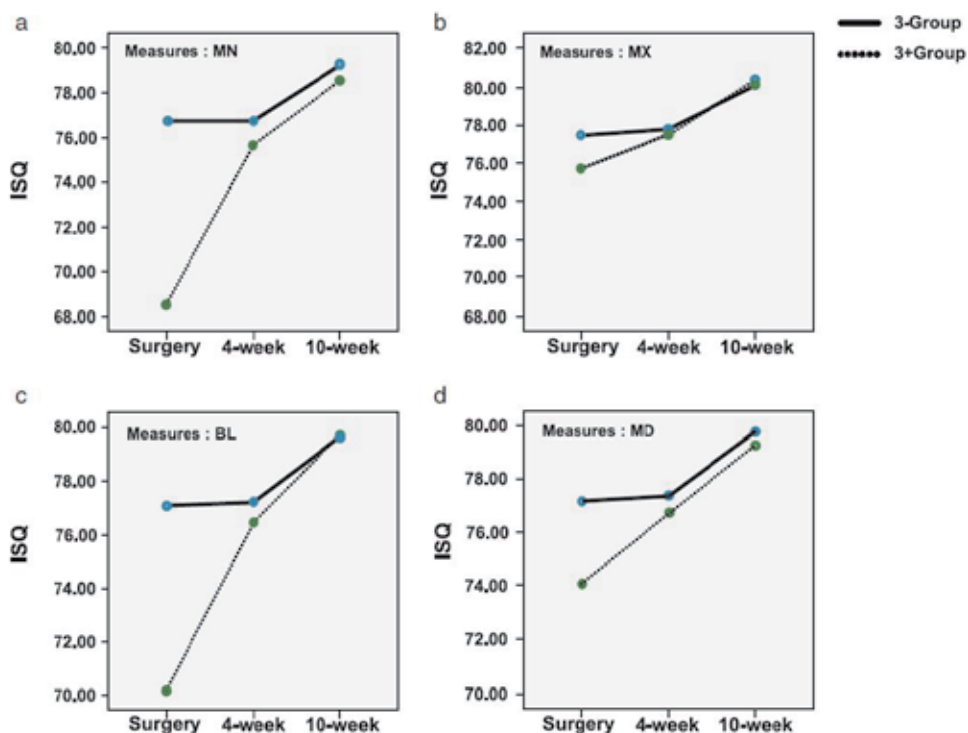 a
Measures : MN
80.00
78.00
76.00
74.00
72.00
70.00
68.00
ISQ
Surgery 4-week 10-week
b
Measures : MX
82.00
80.00
78.00
76.00
74.00
72.00
70.00
68.00
ISQ
Surgery 4-week 10-week
3-Group
3+Group
c
Measures : BL
80.00
78.00
76.00
74.00
72.00
70.00
ISQ
Surgery 4-week 10-week
d
Measures : MD
80.00
78.00
76.00
74.00
72.00
70.00
ISQ
Surgery 4-week 10-week